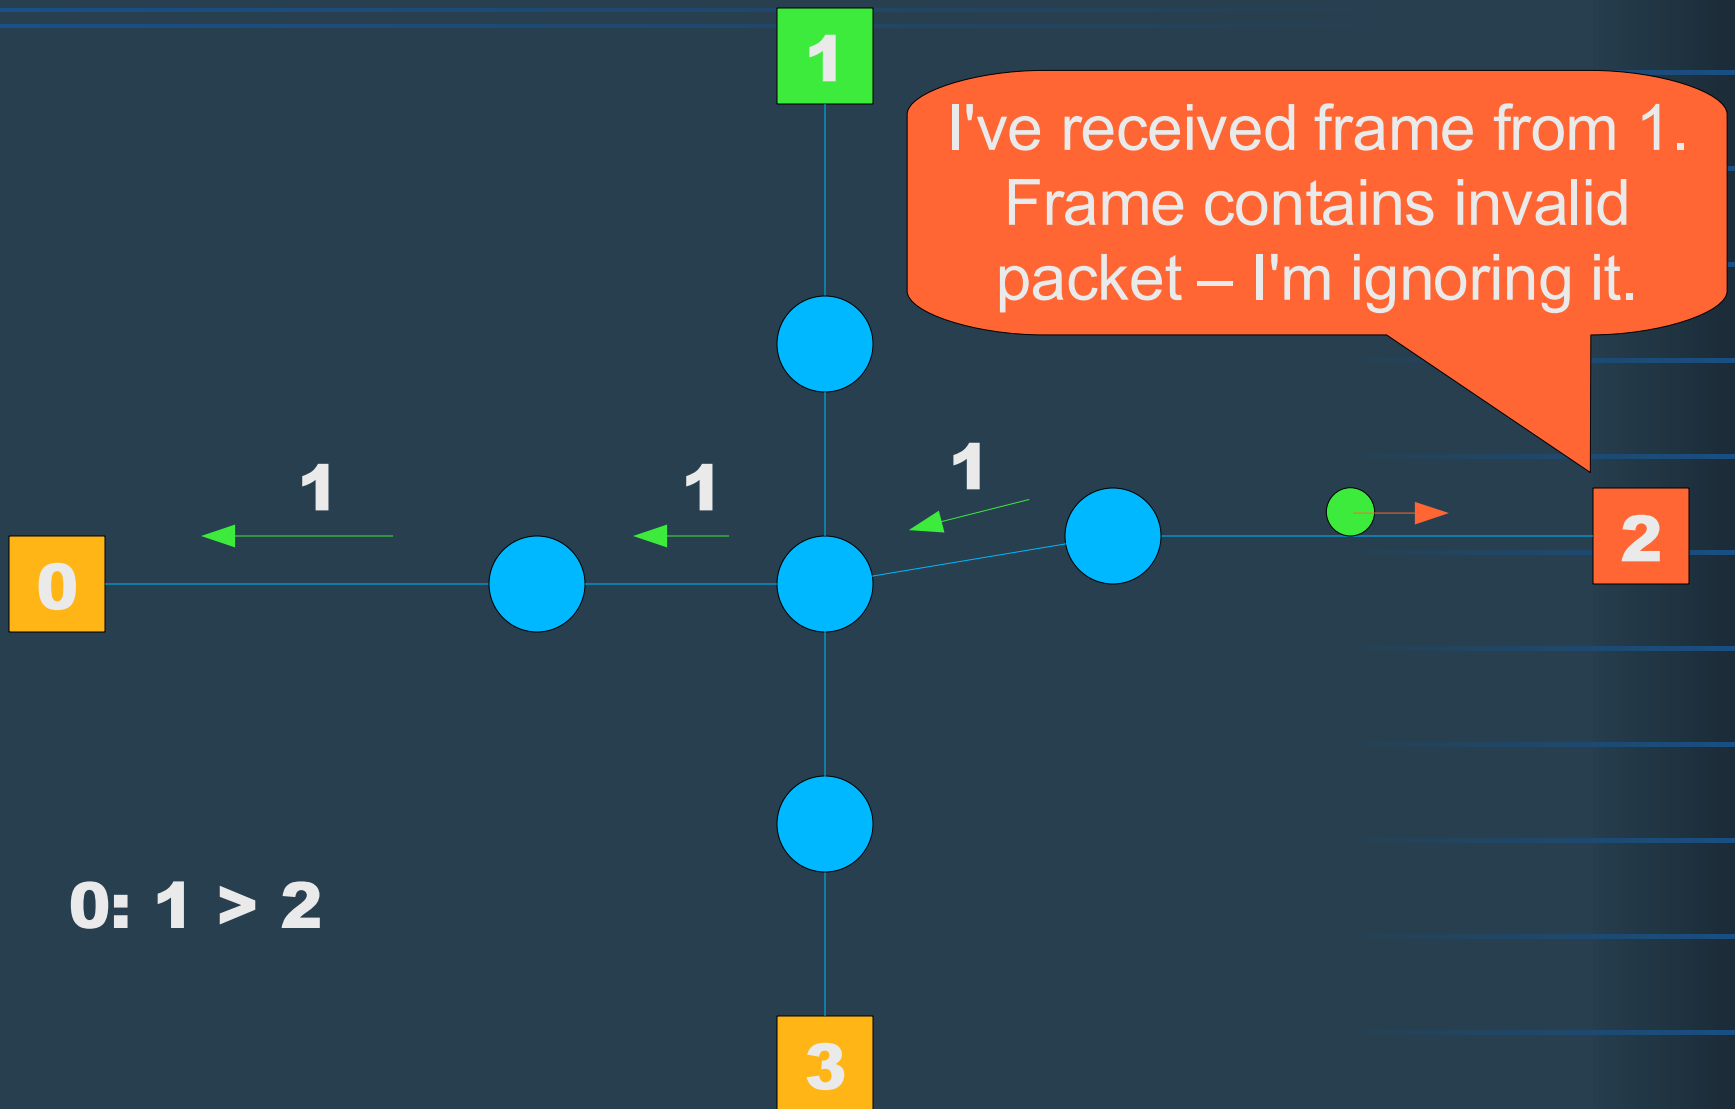 1
I've received frame from 1.
Frame contains invalid
packet – I'm ignoring it.
1
1
1
0
2
0: 1 > 2
3